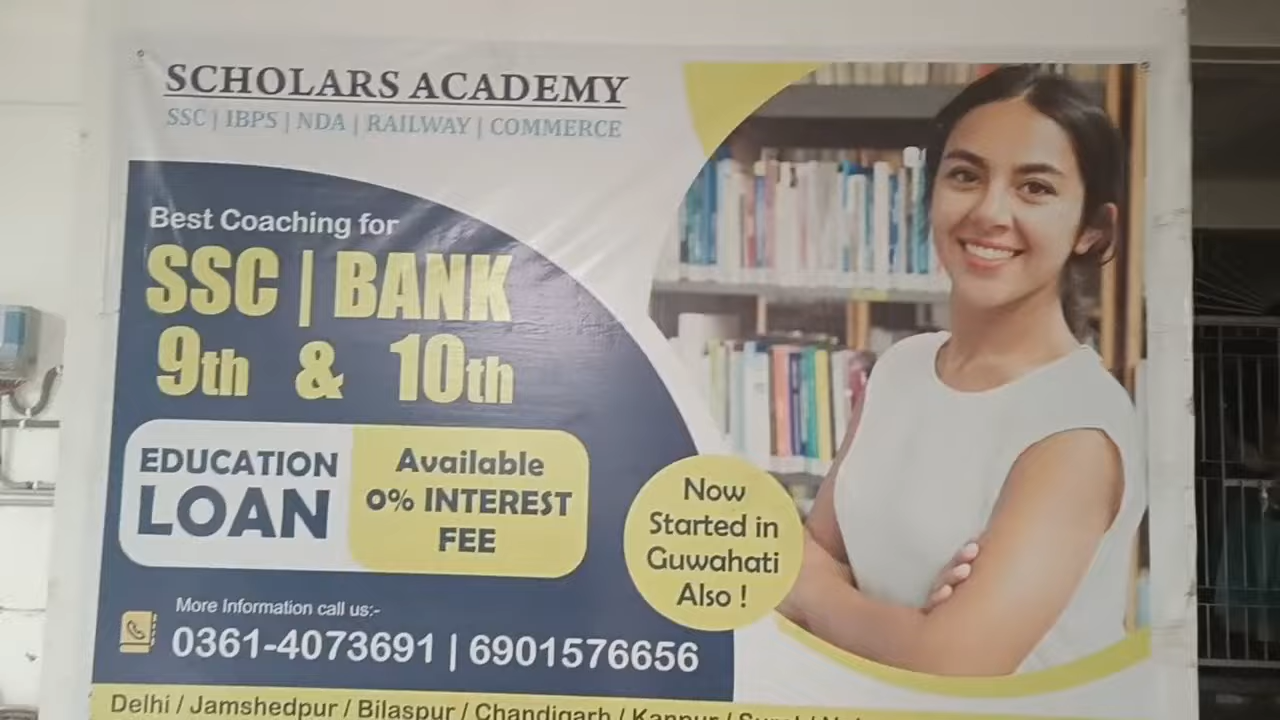 SCHOLARS ACADEMY
SSC | IBPS | NDA | RAILWAY | COMMERCE
Best Coaching for
SSC | BANK
9th & 10th
EDUCATION
LOAN
Available
0% INTEREST
FEE
Now
Started in
Guwahati
Also !
More Information call us:-
0361-4073691 | 6901576656
Delhi / Jamshedpur / Bilaspur / Chandigarh / Kanpur /